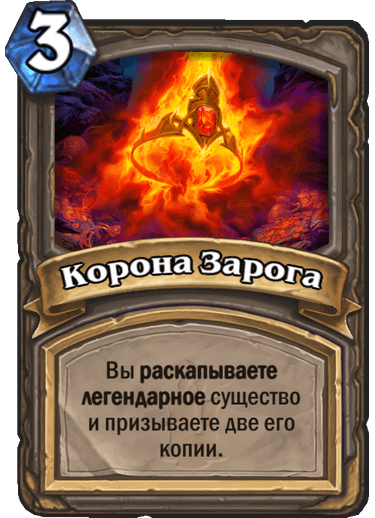 3
Корона Зарога
Вы раскапываете
легендарное существо
и призываете две его
копии.